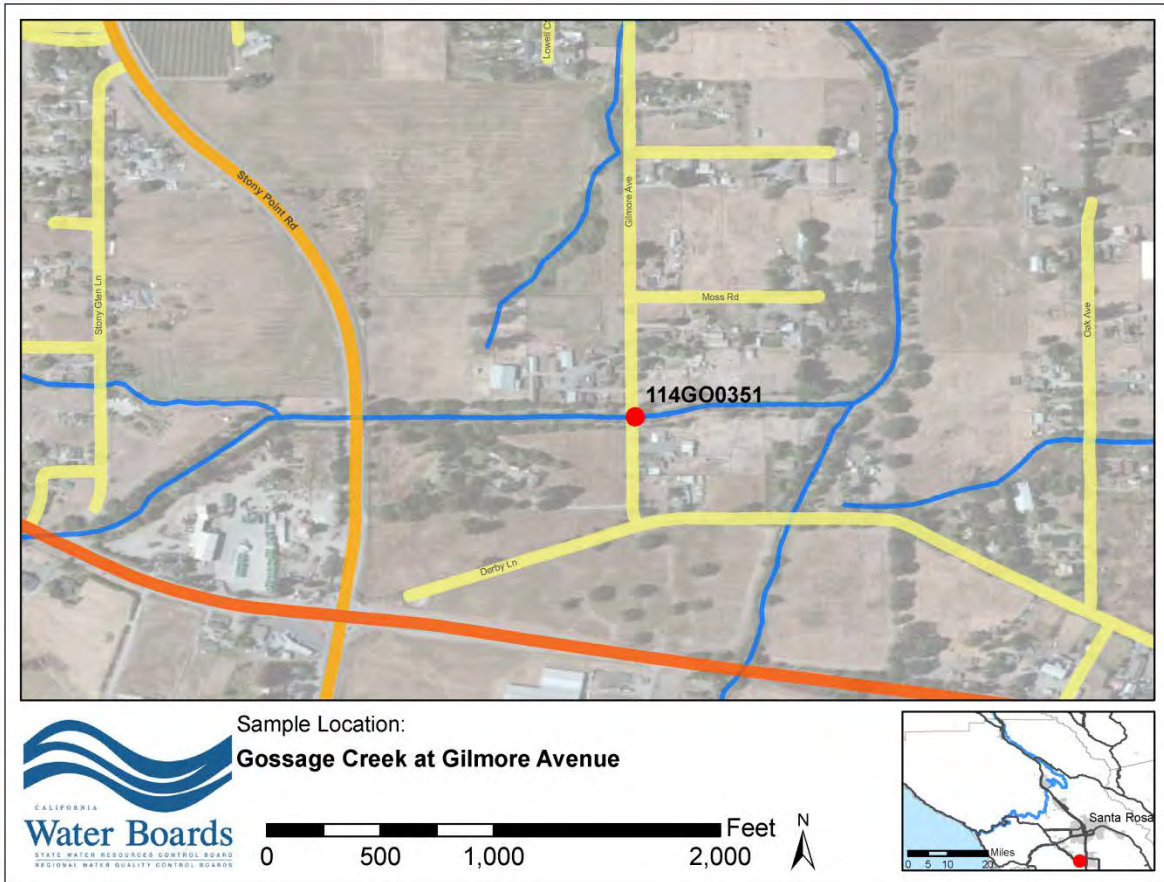 Lowell C
Stony Point Rd
Gilmore Ave
Stony Glen Ln
Moss Rd
Oak Ave
114GO0351
Derby Ln
Sample Location:
Gossage Creek at Gilmore Avenue
CALIFORNIA
Water Boards
STATE WATER RESOURCES CONTROL BOARD
REGIONAL WATER QUALITY CONTROL BOARDS
Feet
0 500 1,000 2,000
N
Santa Rosa
Miles
0 5 10 20